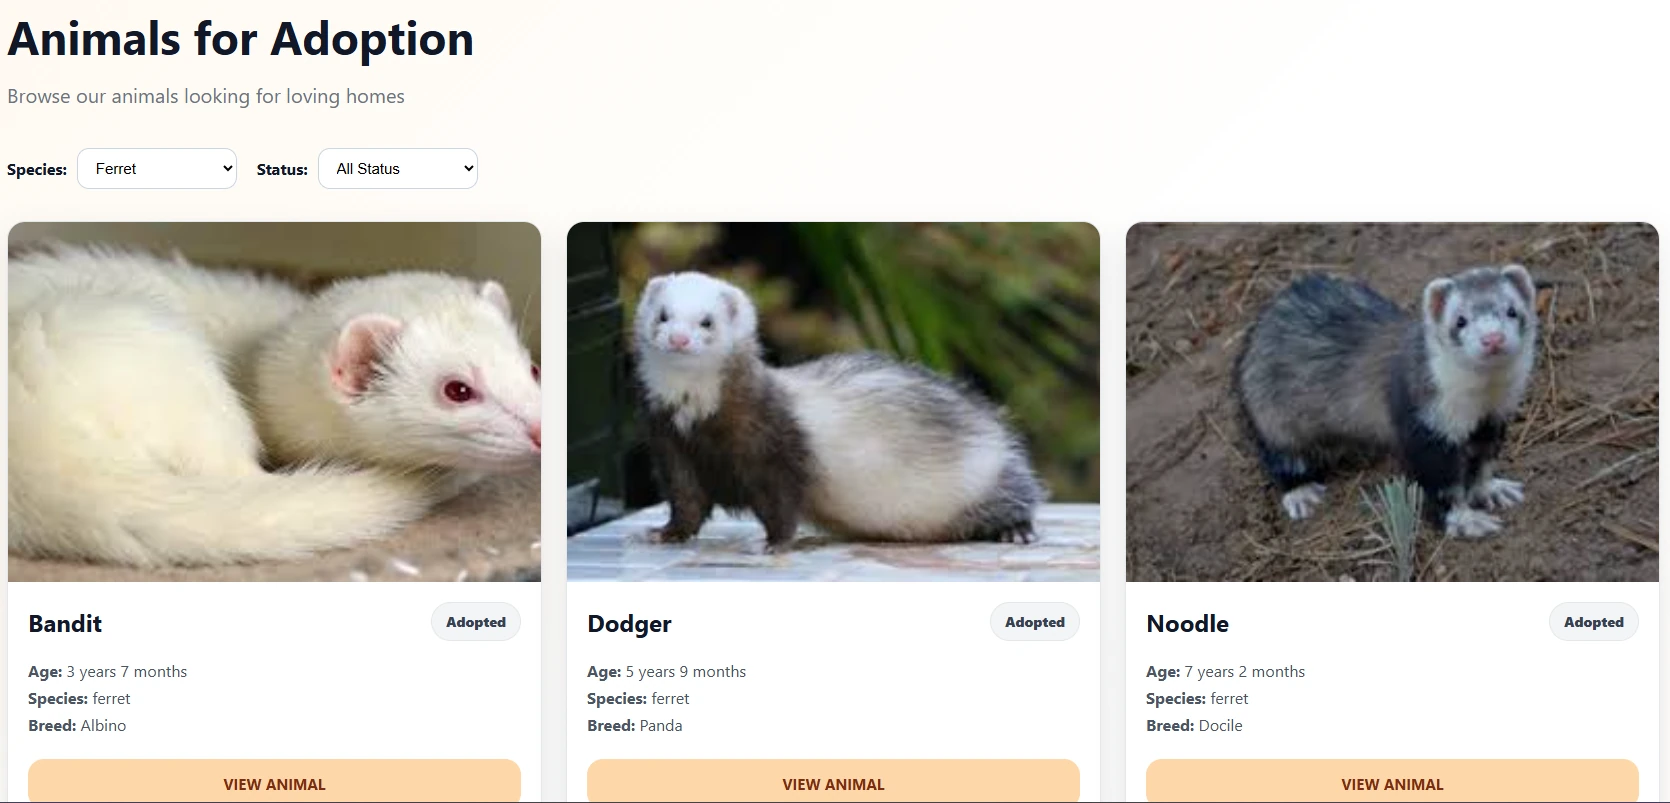 Animals for Adoption
Browse our animals looking for loving homes
Species: Ferret Status: All Status
Bandit Adopted
Age: 3 years 7 months
Species: ferret
Breed: Albino
VIEW ANIMAL
Dodger Adopted
Age: 5 years 9 months
Species: ferret
Breed: Panda
VIEW ANIMAL
Noodle Adopted
Age: 7 years 2 months
Species: ferret
Breed: Docile
VIEW ANIMAL